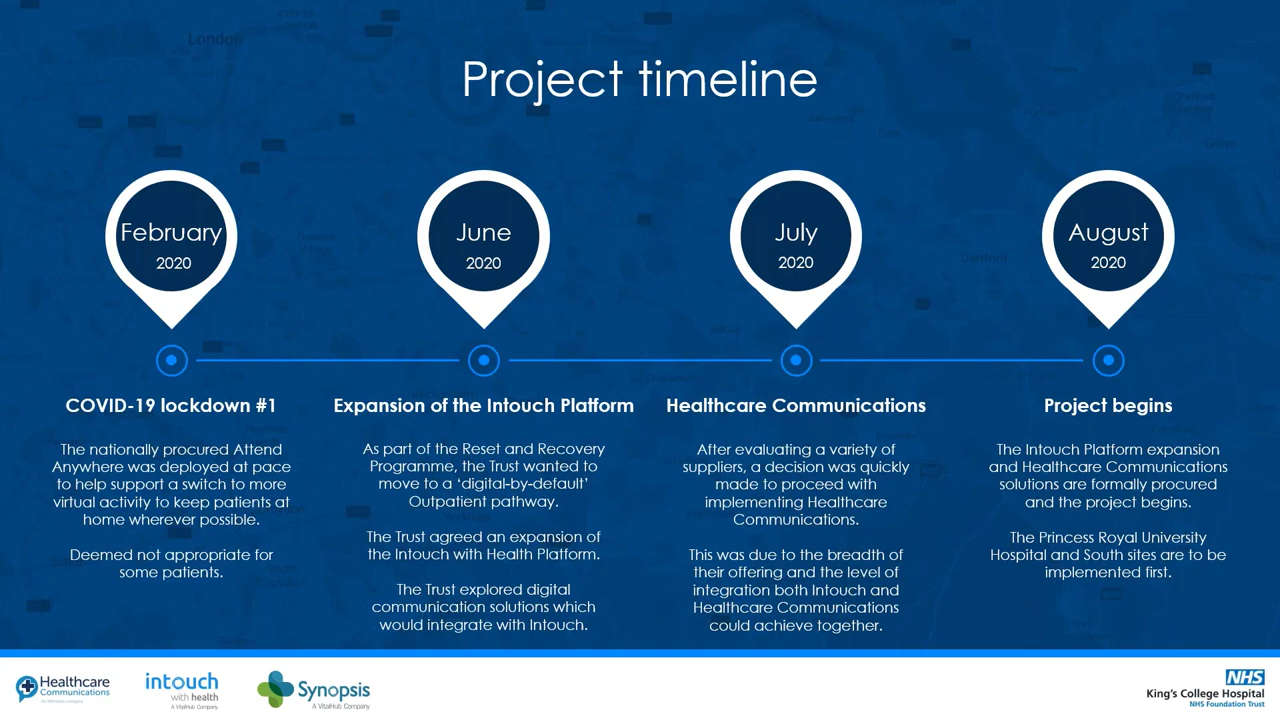 London
Project timeline
February
2020
June
2020
July
2020
August
2020
Dartford
COVID-19 lockdown #1
The nationally procured Attend
Anywhere was deployed at pace
to help support a switch to more
virtual activity to keep patients at
home wherever possible.
Deemed not appropriate for
some patients.
Expansion of the Intouch Platform
As part of the Reset and Recovery
Programme, the Trust wanted to
move to a ‘digital-by-default’
Outpatient pathway.
The Trust agreed an expansion of
the Intouch with Health Platform.
The Trust explored digital
communication solutions which
would integrate with Intouch.
Healthcare Communications
After evaluating a variety of
suppliers, a decision was quickly
made to proceed with
implementing Healthcare
Communications.
This was due to the breadth of
their offering and the level of
integration both Intouch and
Healthcare Communications
could achieve together.
Project begins
The Intouch Platform expansion
and Healthcare Communications
solutions are formally procured
and the project begins.
The Princess Royal University
Hospital and South sites are to be
implemented first.
Healthcare
Communications
intouch
with health
A VitalHub Company
Synopsis
A VitalHub Company
NHS
King's College Hospital
NHS Foundation Trust